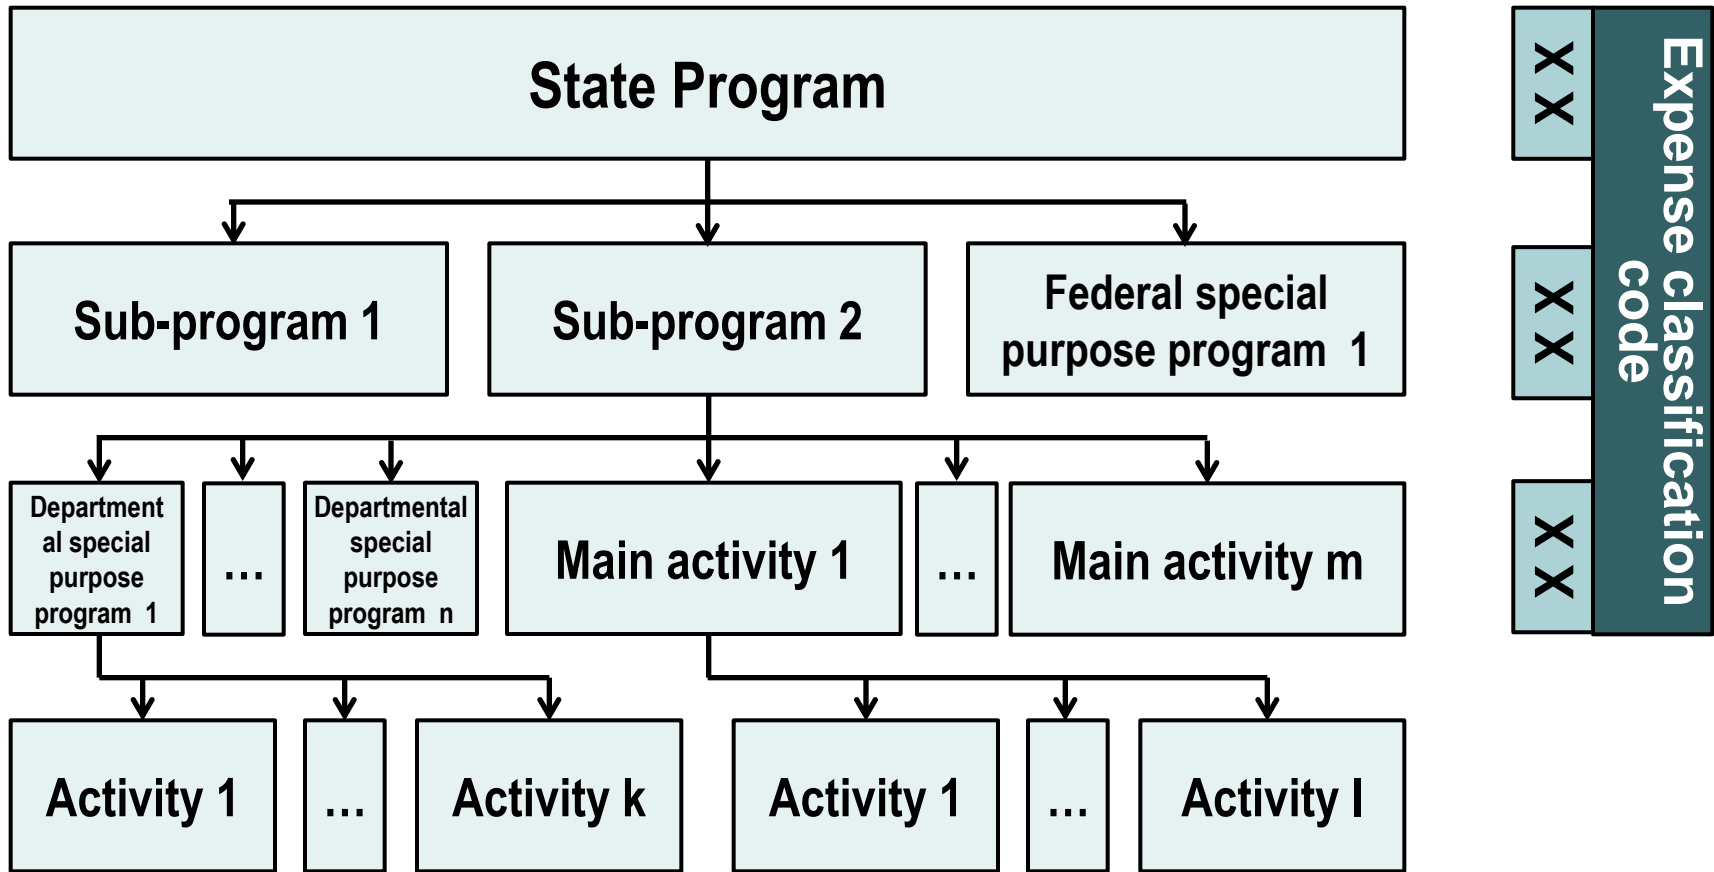 State Program
Sub-program 1
Sub-program 2
Federal special
purpose program 1
Department
al special
purpose
program 1
...
Departmental
special
purpose
program n
Main activity 1
...
Main activity m
Activity 1
...
Activity k
Activity 1
...
Activity l
X X
X X
X X
Expense classification
code